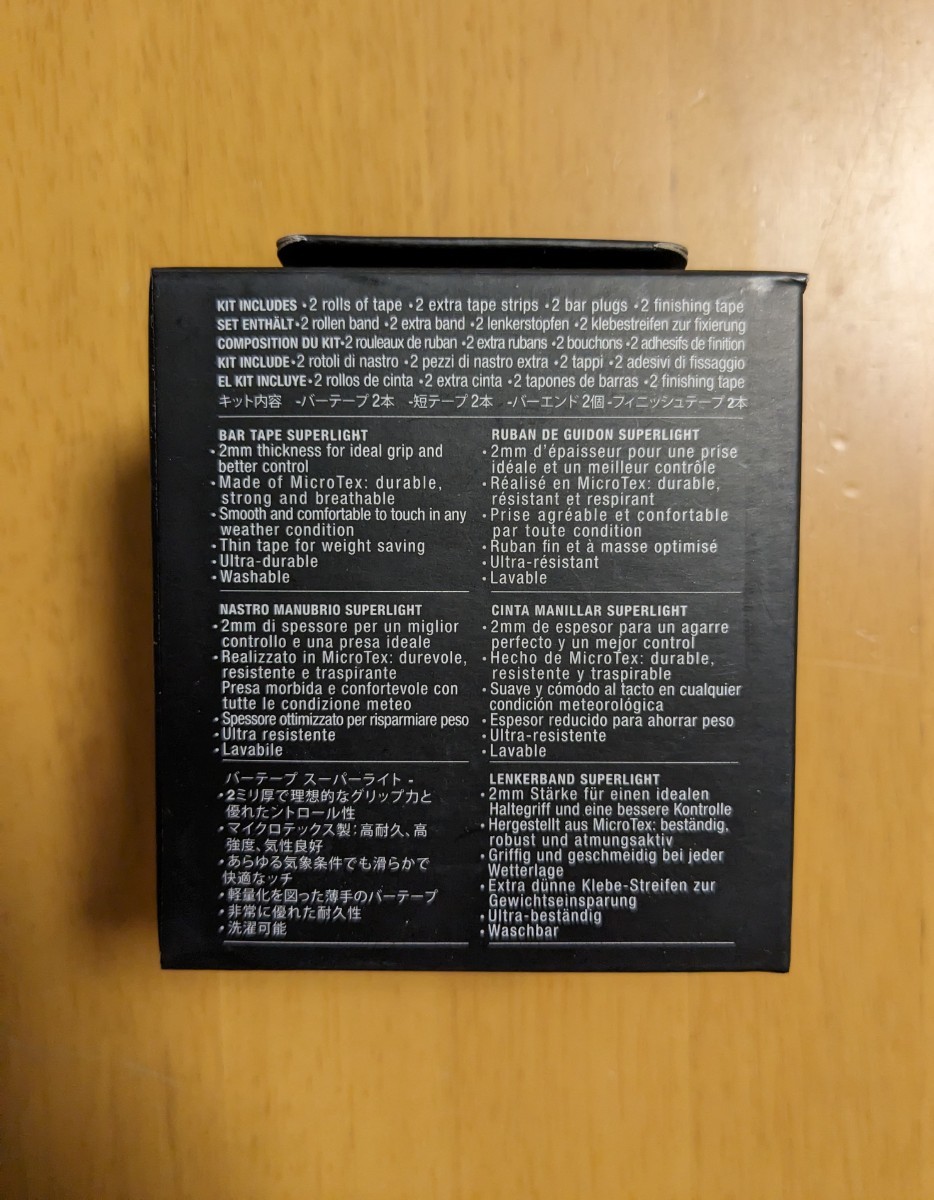 KIT INCLUDES •2 rolls of tape •2 extra tape strips •2 bar plugs •2 finishing tape
SET ENTHÄLT•2 rollen band •2 extra band •2 lenkerstopfen •2 klebestreifen zur fixierung
COMPOSITION DU KIT•2 rouleaux de ruban •2 extra rubans •2 bouchons •2 adhesifs de finition
KIT INCLUDE•2 rotoli di nastro •2 pezzi di nastro extra •2 tappi •2 adesivi di fissaggio
EL KIT INCLUYE•2 rollos de cinta •2 extra cinta •2 tapones de barras •2 finishing tape
キット内容 -バーテープ2本 -短テープ2本 -バーエンド2個-フィニッシュテープ2本
BAR TAPE SUPERLIGHT
•2mm thickness for ideal grip and
better control
•Made of MicroTex: durable,
strong and breathable
•Smooth and comfortable to touch in any
weather condition
•Thin tape for weight saving
•Ultra-durable
•Washable
RUBAN DE GUIDON SUPERLIGHT
•2mm d'épaisseur pour une prise
idéale et un meilleur contrôle
•Réalisé en MicroTex: durable,
résistant et respirant
•Prise agréable et confortable
par toute condition
•Ruban fin et à masse optimisé
•Ultra-résistant
•Lavable
NASTRO MANUBRIO SUPERLIGHT
•2mm di spessore per un miglior
controllo e una presa ideale
•Realizzato in MicroTex: durevole,
resistente e traspirante
Presa morbida e confortevole con
tutte le condizione meteo
•Spessore ottimizzato per risparmiare peso
•Ultra resistente
•Lavabile
CINTA MANILLAR SUPERLIGHT
•2mm de espesor para un agarre
perfecto y un mejor control
•Hecho de MicroTex: durable,
resistente y traspirable
•Suave y cómodo al tacto en cualquier
condición meteorológica
•Espesor reducido para ahorrar peso
•Ultra-resistente
•Lavable
バーテープ スーパーライト -
•2ミリ厚で理想的なグリップ力と
優れたントロール性
•マイクロテックス製:高耐久、高
強度、気性良好
•あらゆる気象条件でも滑らかで
快適なッチ
•軽量化を図った薄手のバーテープ
•非常に優れた耐久性
•洗濯可能
LENKERBAND SUPERLIGHT
•2mm Stärke für einen idealen
Haltegriff und eine bessere Kontrolle
•Hergestellt aus MicroTex: beständig,
robust und atmungsaktiv
•Griffig und geschmeidig bei jeder
Wetterlage
•Extra dünne Klebe-Streifen zur
Gewichtseinsparung
•Ultra-beständig
•Waschbar